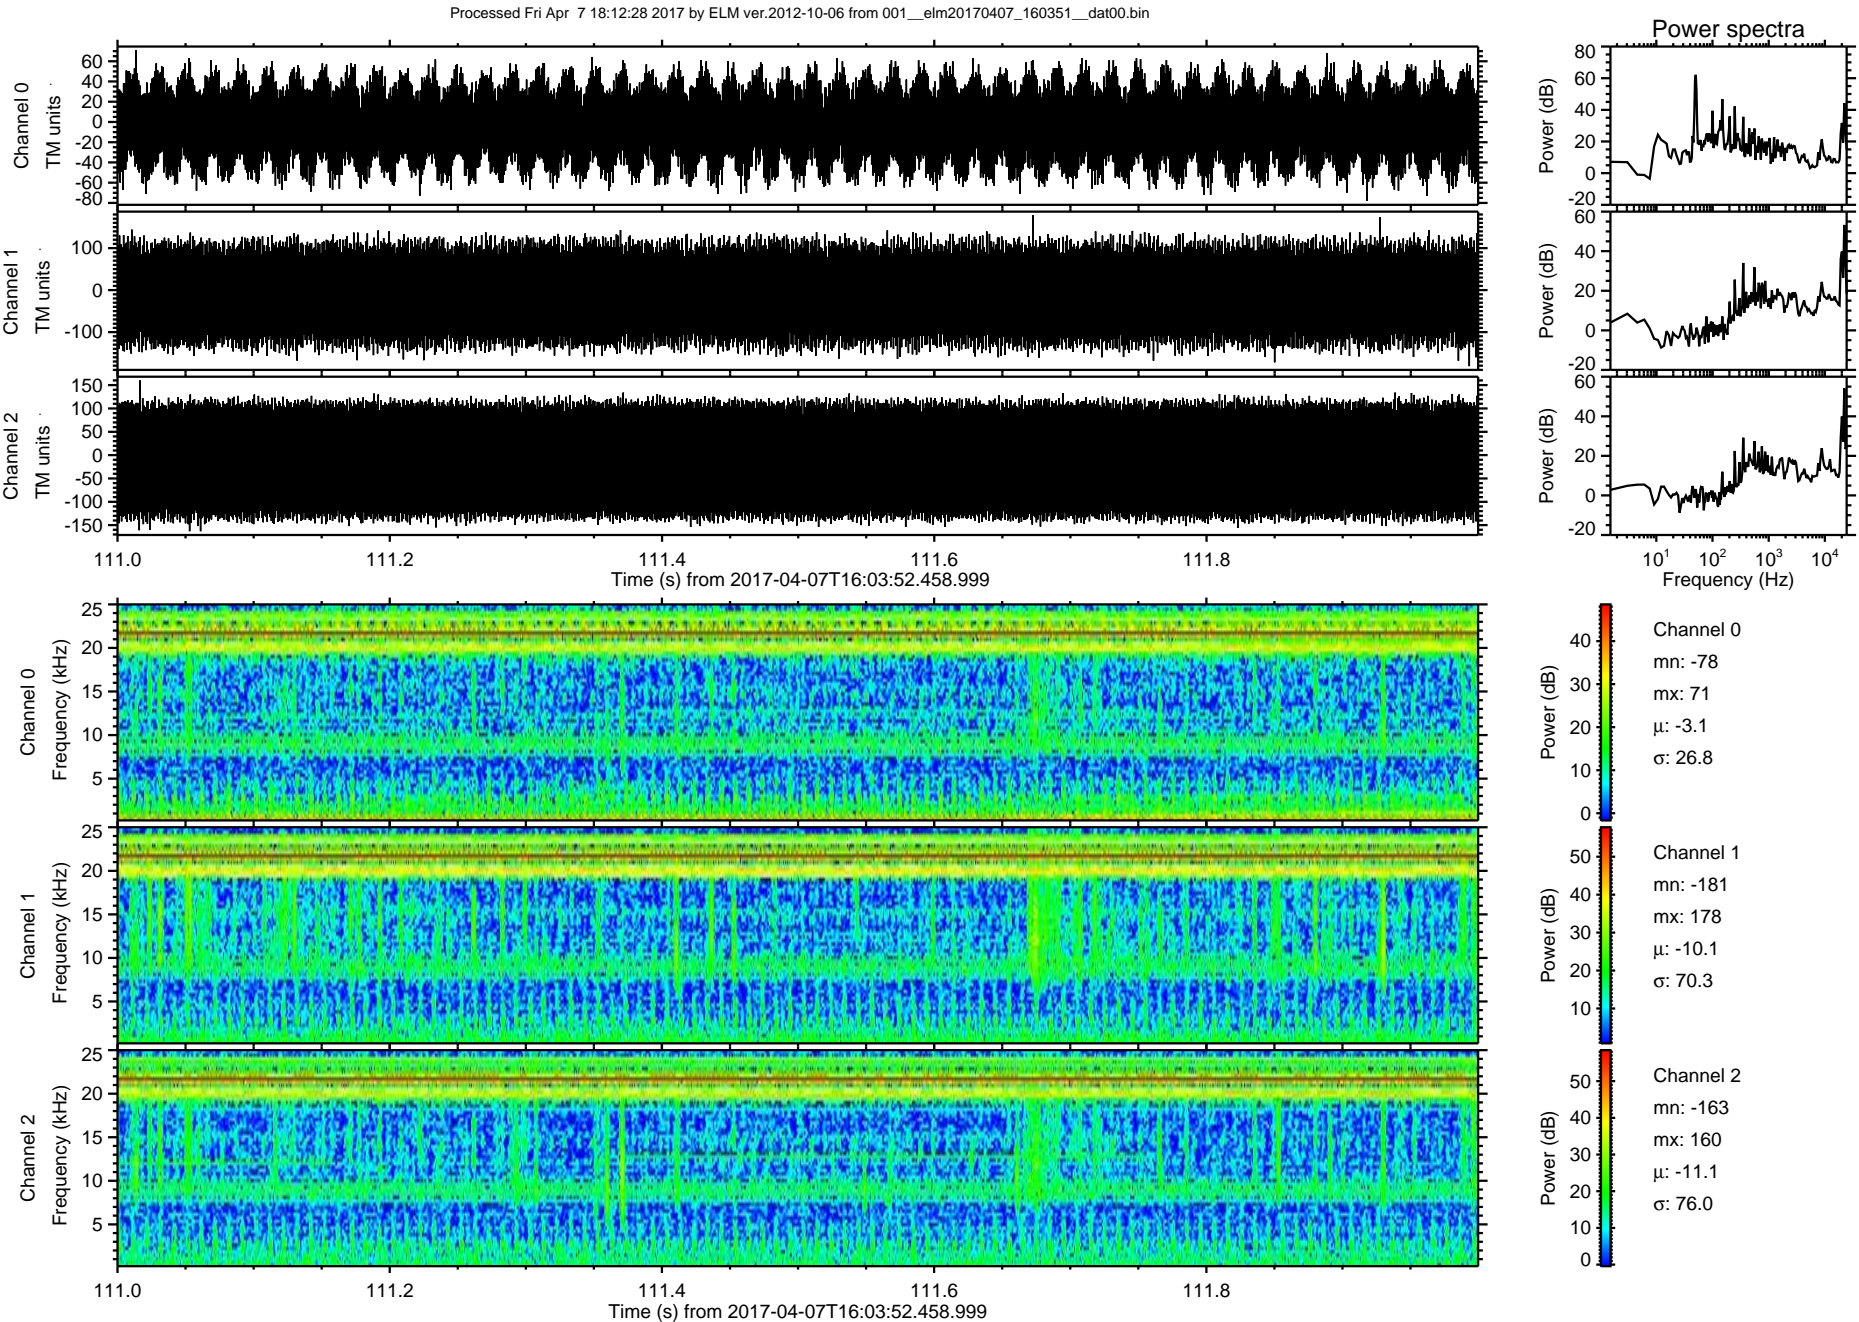 Processed Fri Apr  7 18:12:28 2017 by ELM ver.2012-10-06 from 001__elm20170407_160351__dat00.bin
Power spectra
Channel 0
TM units
60
40
20
0
-20
-40
-60
-80
Power (dB)
80
60
40
20
0
-20
Channel 1
TM units
100
0
-100
Power (dB)
60
40
20
0
-20
Channel 2
TM units
150
100
50
0
-50
-100
-150
Power (dB)
60
40
20
0
-20
111.0 111.2 111.4 111.6 111.8
Time (s) from 2017-04-07T16:03:52.458.999
10¹ 10² 10³ 10⁴
Frequency (Hz)
Channel 0
Frequency (kHz)
25
20
15
10
5
Power (dB)
40
30
20
10
0
Channel 0
mn: -78
mx: 71
µ: -3.1
σ: 26.8
Channel 1
Frequency (kHz)
25
20
15
10
5
Power (dB)
50
40
30
20
10
Channel 1
mn: -181
mx: 178
µ: -10.1
σ: 70.3
Channel 2
Frequency (kHz)
25
20
15
10
5
Power (dB)
50
40
30
20
10
0
Channel 2
mn: -163
mx: 160
µ: -11.1
σ: 76.0
111.0 111.2 111.4 111.6 111.8
Time (s) from 2017-04-07T16:03:52.458.999